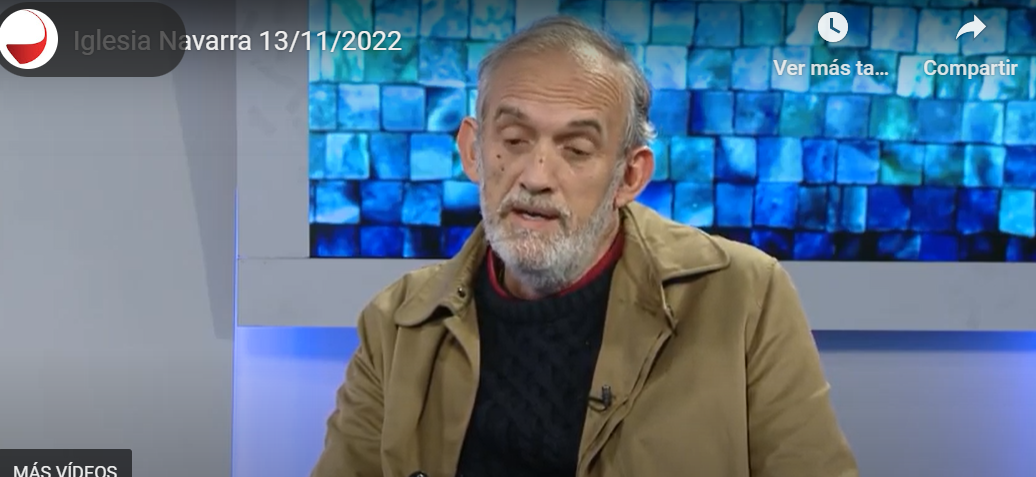 Iglesia Navarra 13/11/2022
Ver más ta...
Compartir
MÁS VÍDEOS